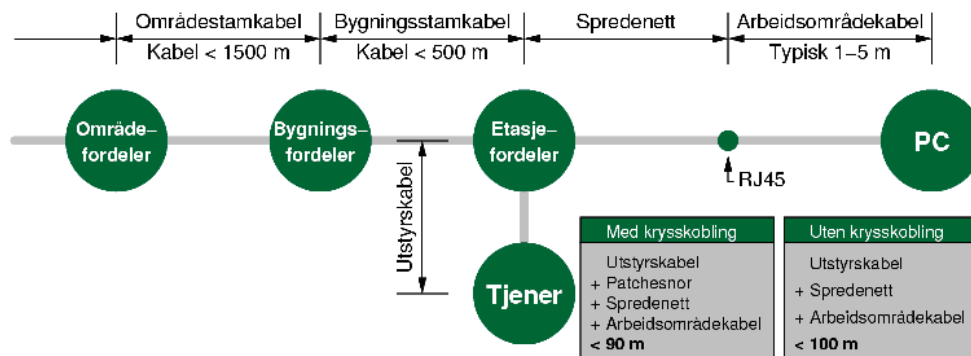 Områdestamkabel
Kabel < 1500 m
Bygningsstamkabel
Kabel < 500 m
Spredenett
Arbeidsområdekabel
Typisk 1–5 m
Område–
fordeler
Bygnings–
fordeler
Etasje–
fordeler
PC
RJ45
Utstyrskabel
Tjener
Med krysskobling
Utstyrskabel
+ Patchesnor
+ Spredenett
+ Arbeidsområdekabel
< 90 m
Uten krysskobling
Utstyrskabel
+ Spredenett
+ Arbeidsområdekabel
< 100 m